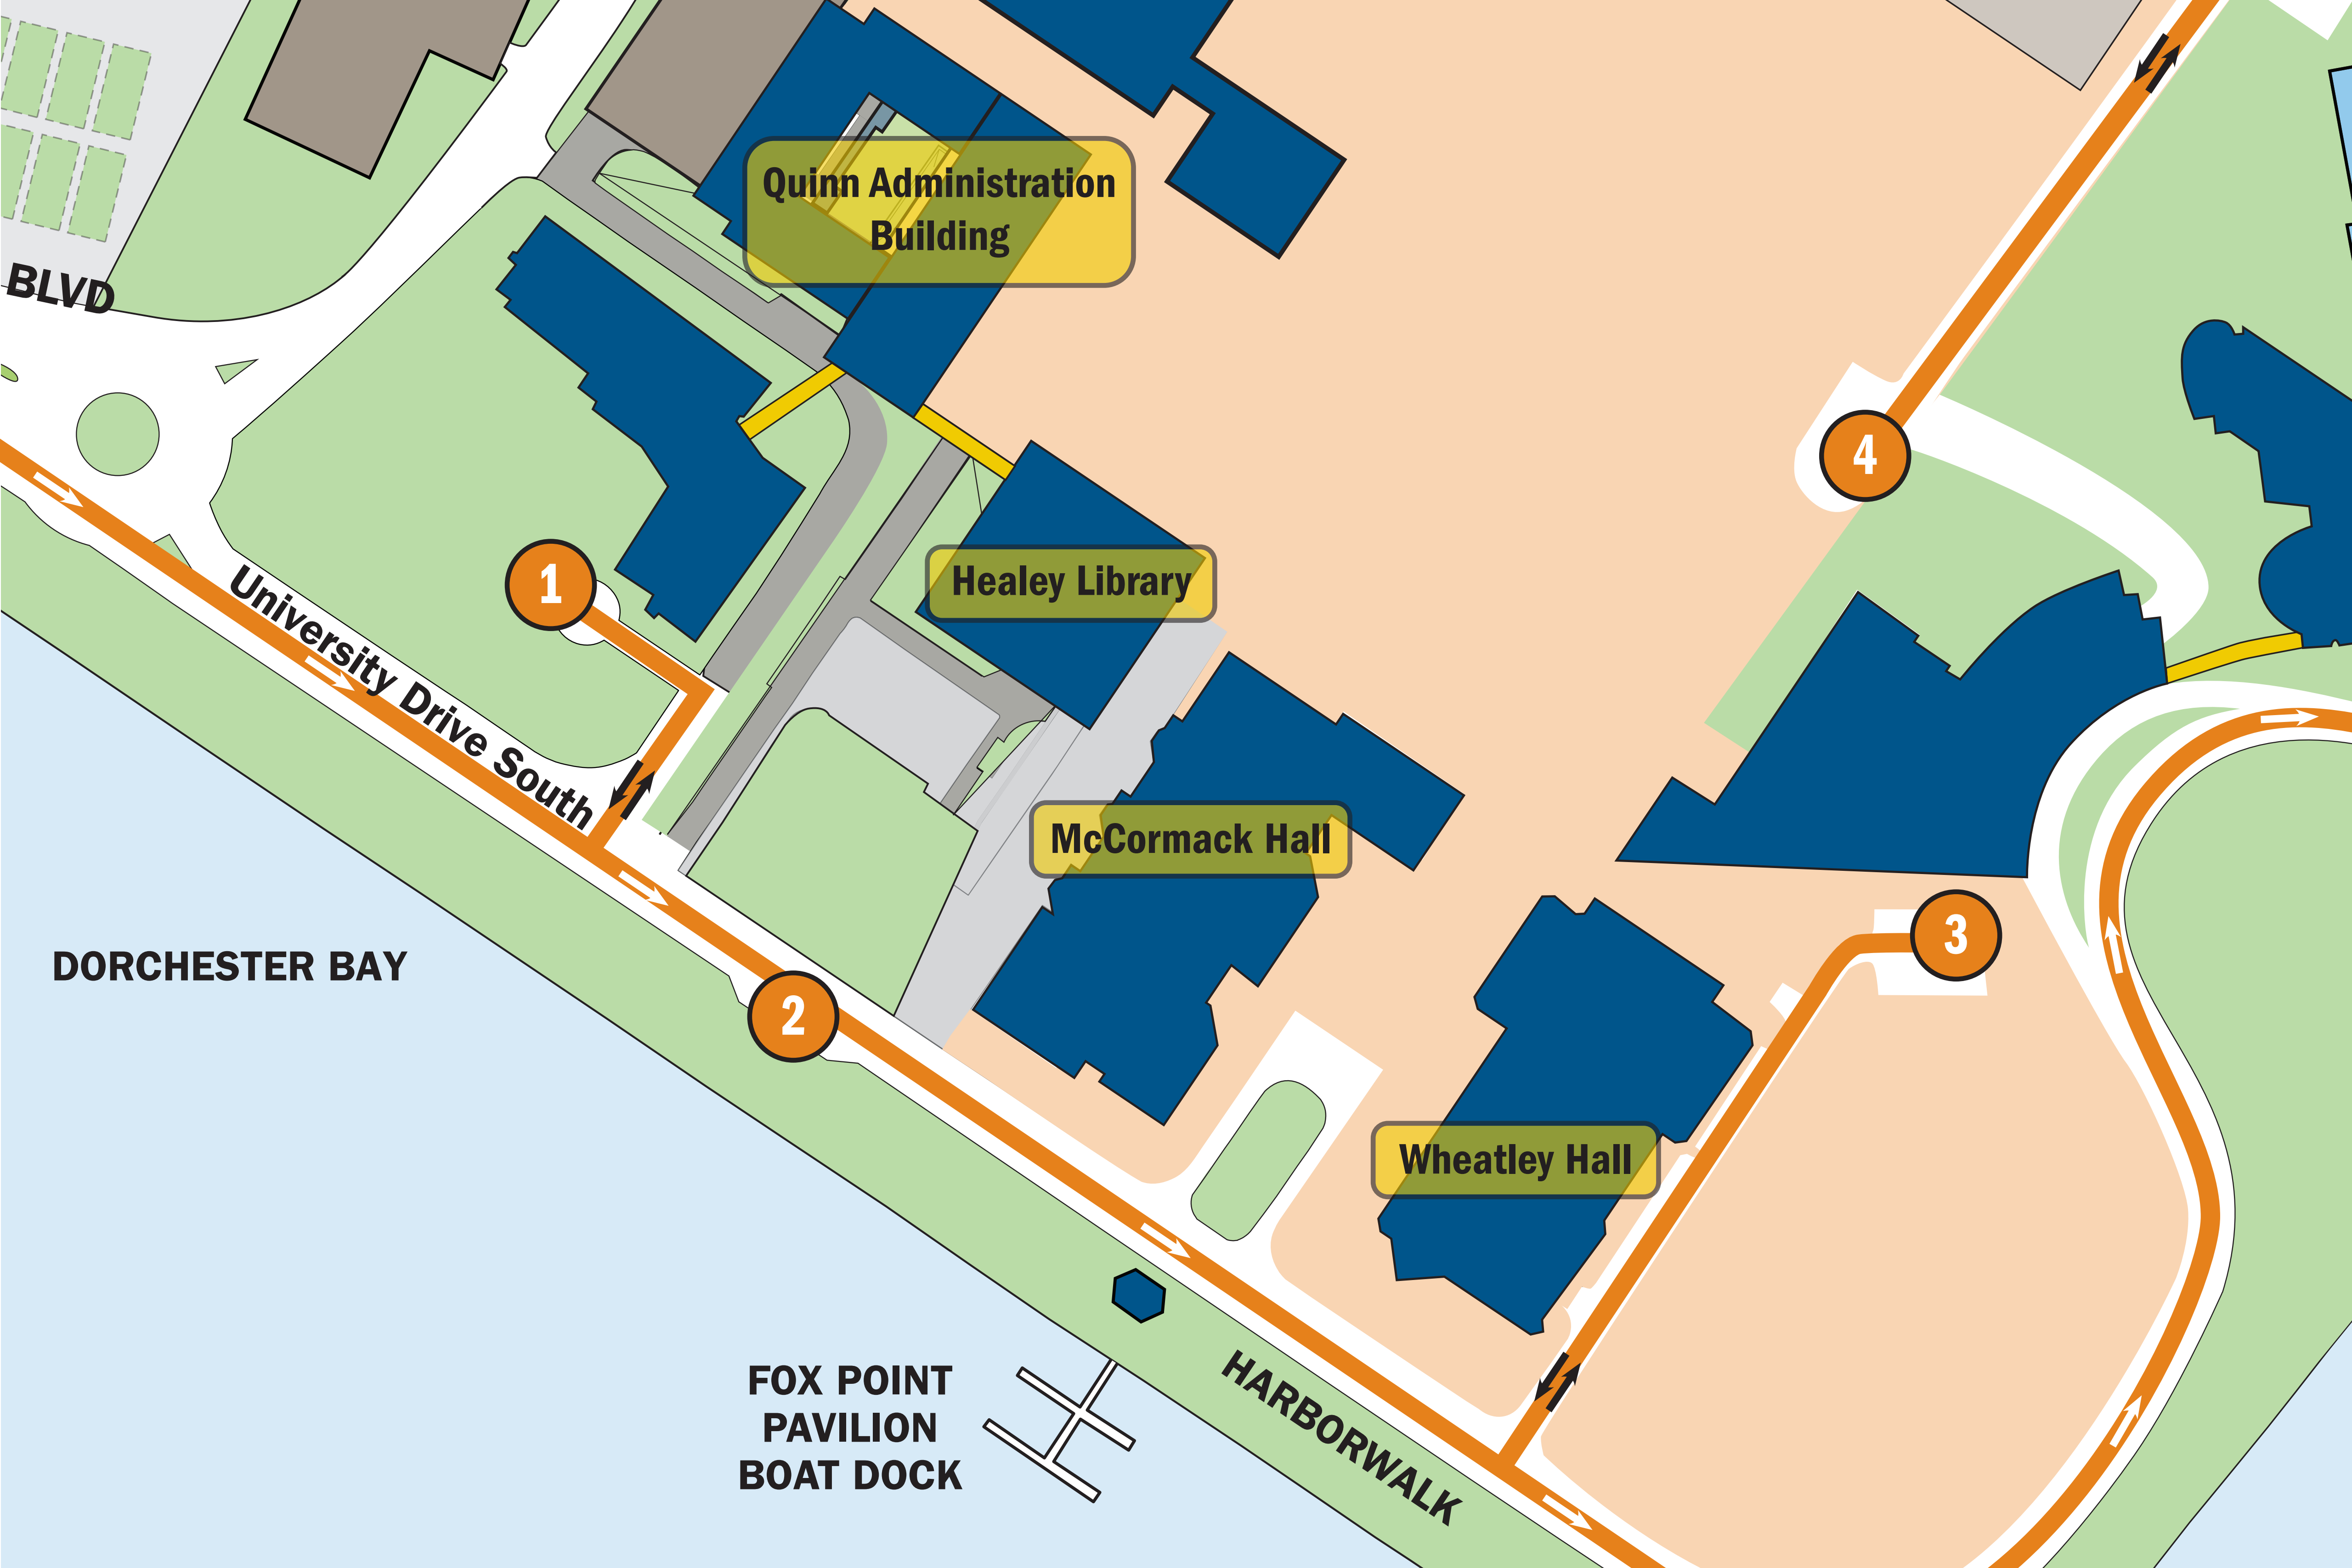 Quinn Administration
Building
BLVD
4
Healey Library
1
University Drive South
McCormack Hall
3
DORCHESTER BAY
2
Wheatley Hall
FOX POINT
PAVILION
BOAT DOCK
HARBORWALK